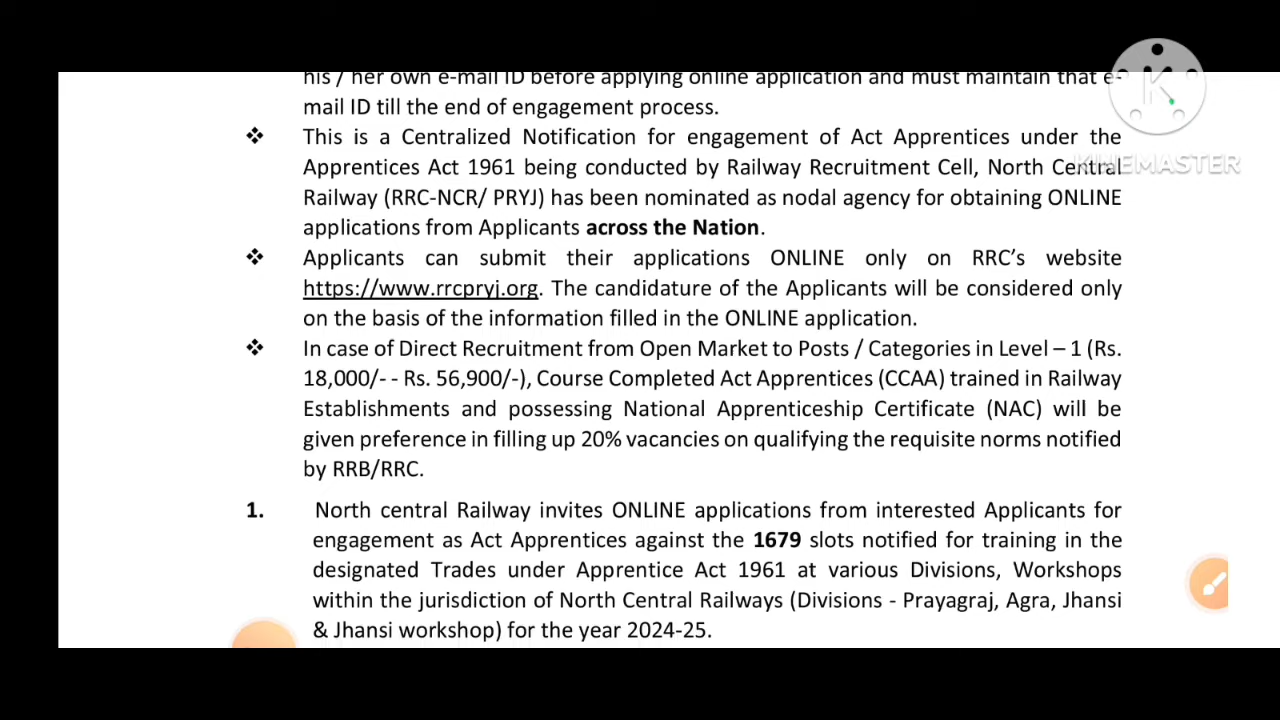 his / her own e-mail ID before applying online application and must maintain that e-
mail ID till the end of engagement process.
❖ This is a Centralized Notification for engagement of Act Apprentices under the
Apprentices Act 1961 being conducted by Railway Recruitment Cell, North Central
Railway (RRC-NCR/ PRYJ) has been nominated as nodal agency for obtaining ONLINE
applications from Applicants across the Nation.
❖ Applicants can submit their applications ONLINE only on RRC’s website
https://www.rrcpryj.org. The candidature of the Applicants will be considered only
on the basis of the information filled in the ONLINE application.
❖ In case of Direct Recruitment from Open Market to Posts / Categories in Level – 1 (Rs.
18,000/- - Rs. 56,900/-), Course Completed Act Apprentices (CCAA) trained in Railway
Establishments and possessing National Apprenticeship Certificate (NAC) will be
given preference in filling up 20% vacancies on qualifying the requisite norms notified
by RRB/RRC.
1. North central Railway invites ONLINE applications from interested Applicants for
engagement as Act Apprentices against the 1679 slots notified for training in the
designated Trades under Apprentice Act 1961 at various Divisions, Workshops
within the jurisdiction of North Central Railways (Divisions - Prayagraj, Agra, Jhansi
& Jhansi workshop) for the year 2024-25.
K
KINEMASTER